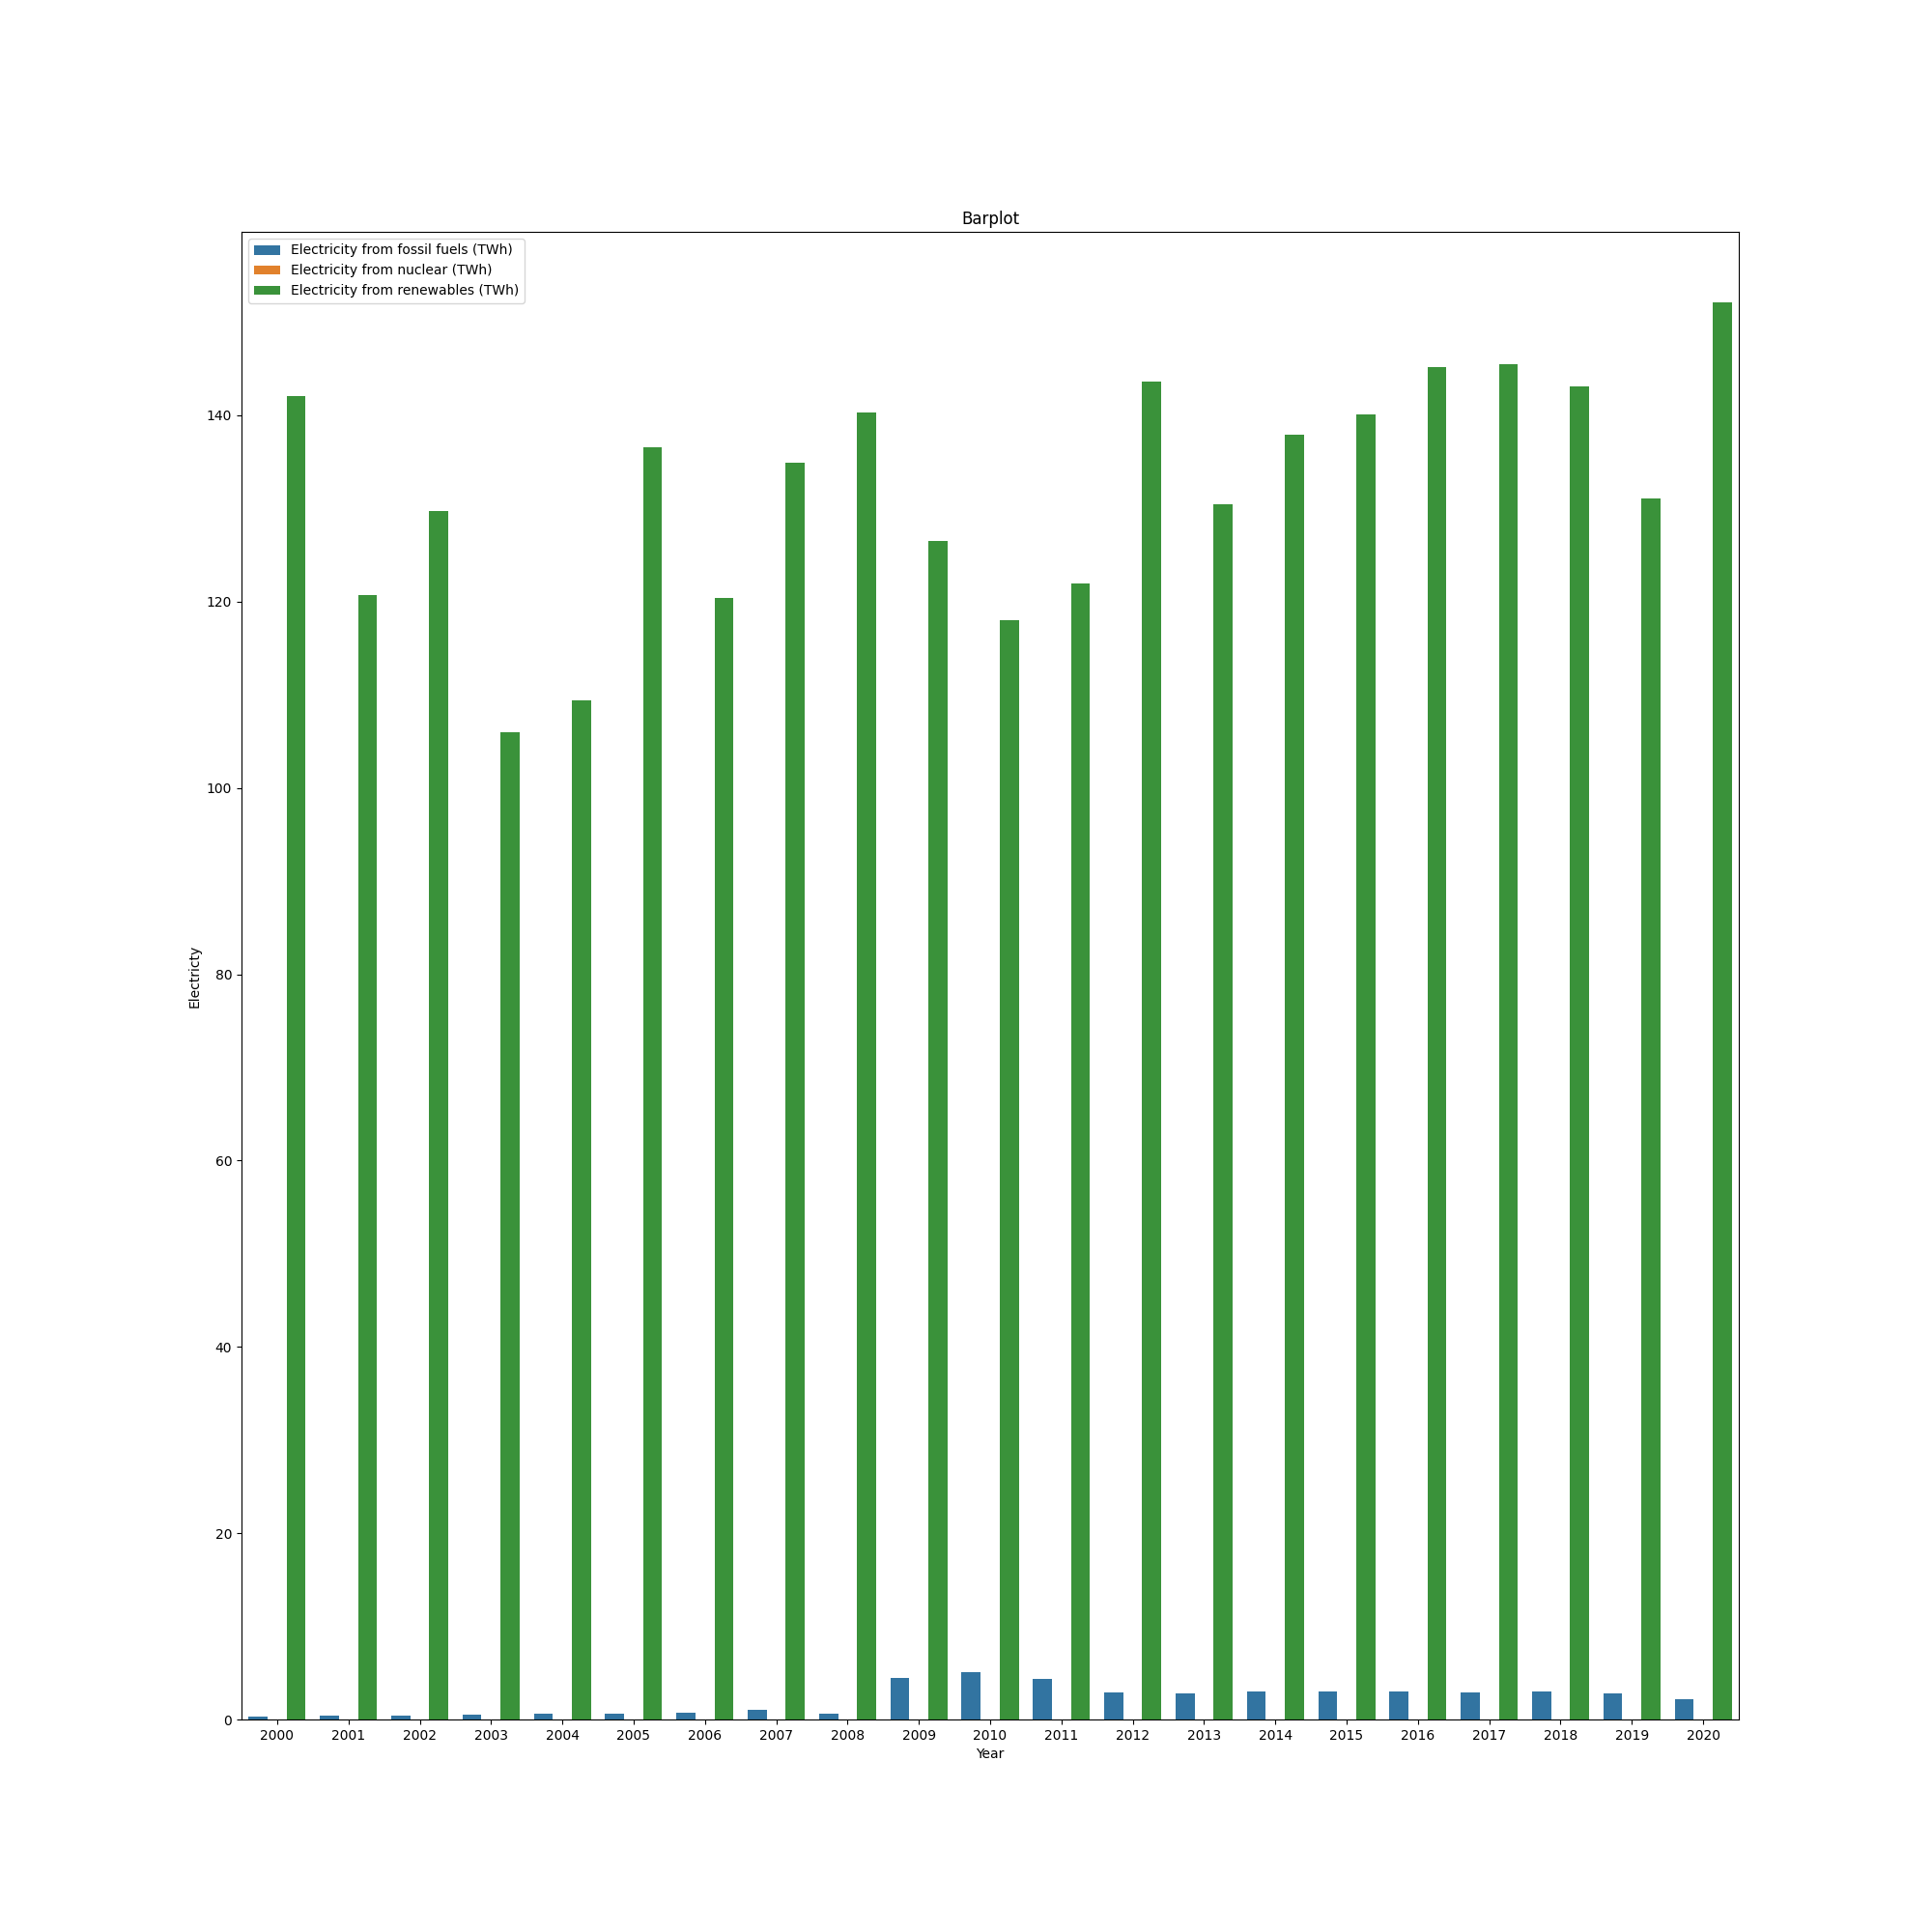 Barplot
Electricity from fossil fuels (TWh)
Electricity from nuclear (TWh)
Electricity from renewables (TWh)
140
120
100
80
60
40
20
0
Electricty
2000 2001 2002 2003 2004 2005 2006 2007 2008 2009 2010 2011 2012 2013 2014 2015 2016 2017 2018 2019 2020
Year